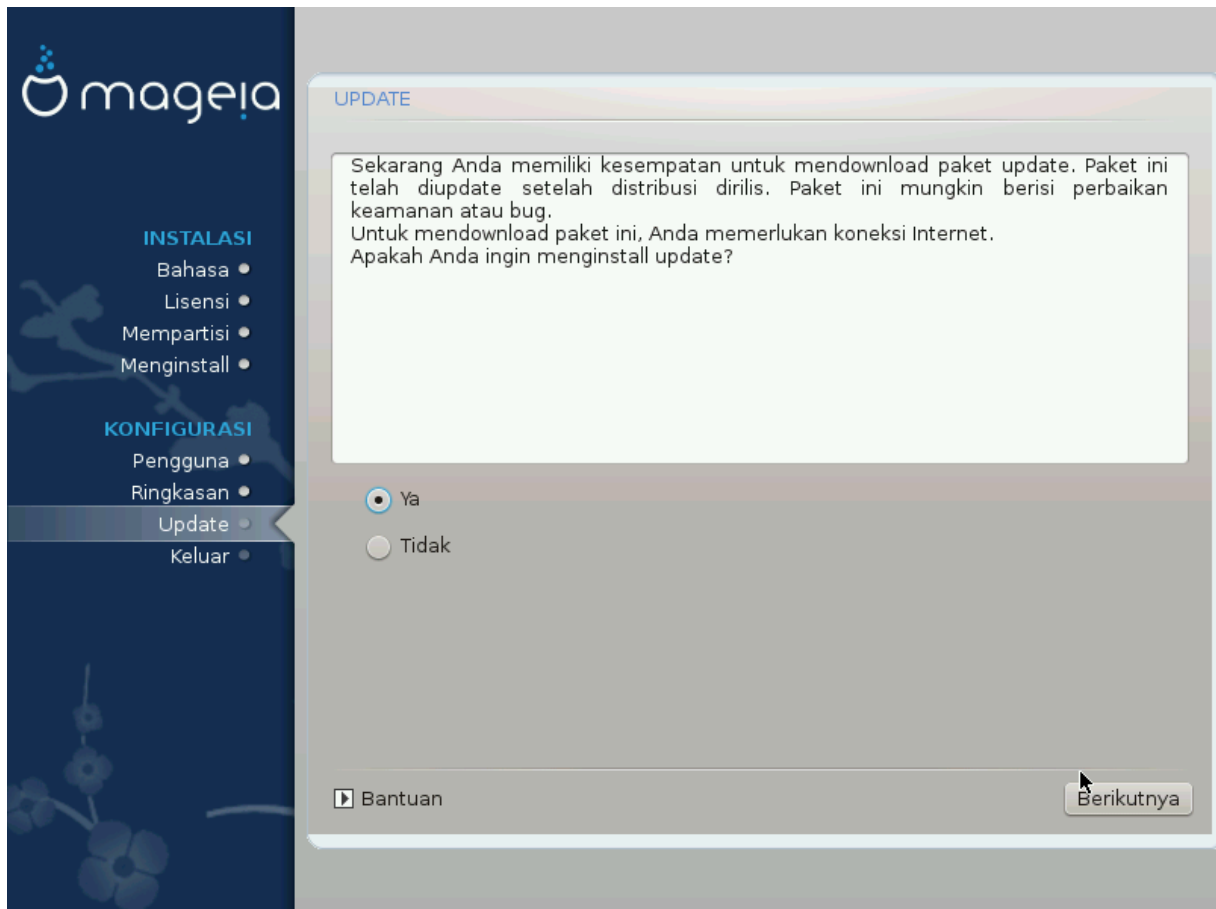 mageia
INSTALASI
Bahasa
Lisensi
Mempartisi
Menginstall
KONFIGURASI
Pengguna
Ringkasan
Update
Keluar
UPDATE
Sekarang Anda memiliki kesempatan untuk mendownload paket update. Paket ini
telah diupdate setelah distribusi dirilis. Paket ini mungkin berisi perbaikan
keamanan atau bug.
Untuk mendownload paket ini, Anda memerlukan koneksi Internet.
Apakah Anda ingin menginstall update?
Ya
Tidak
Bantuan
Berikutnya